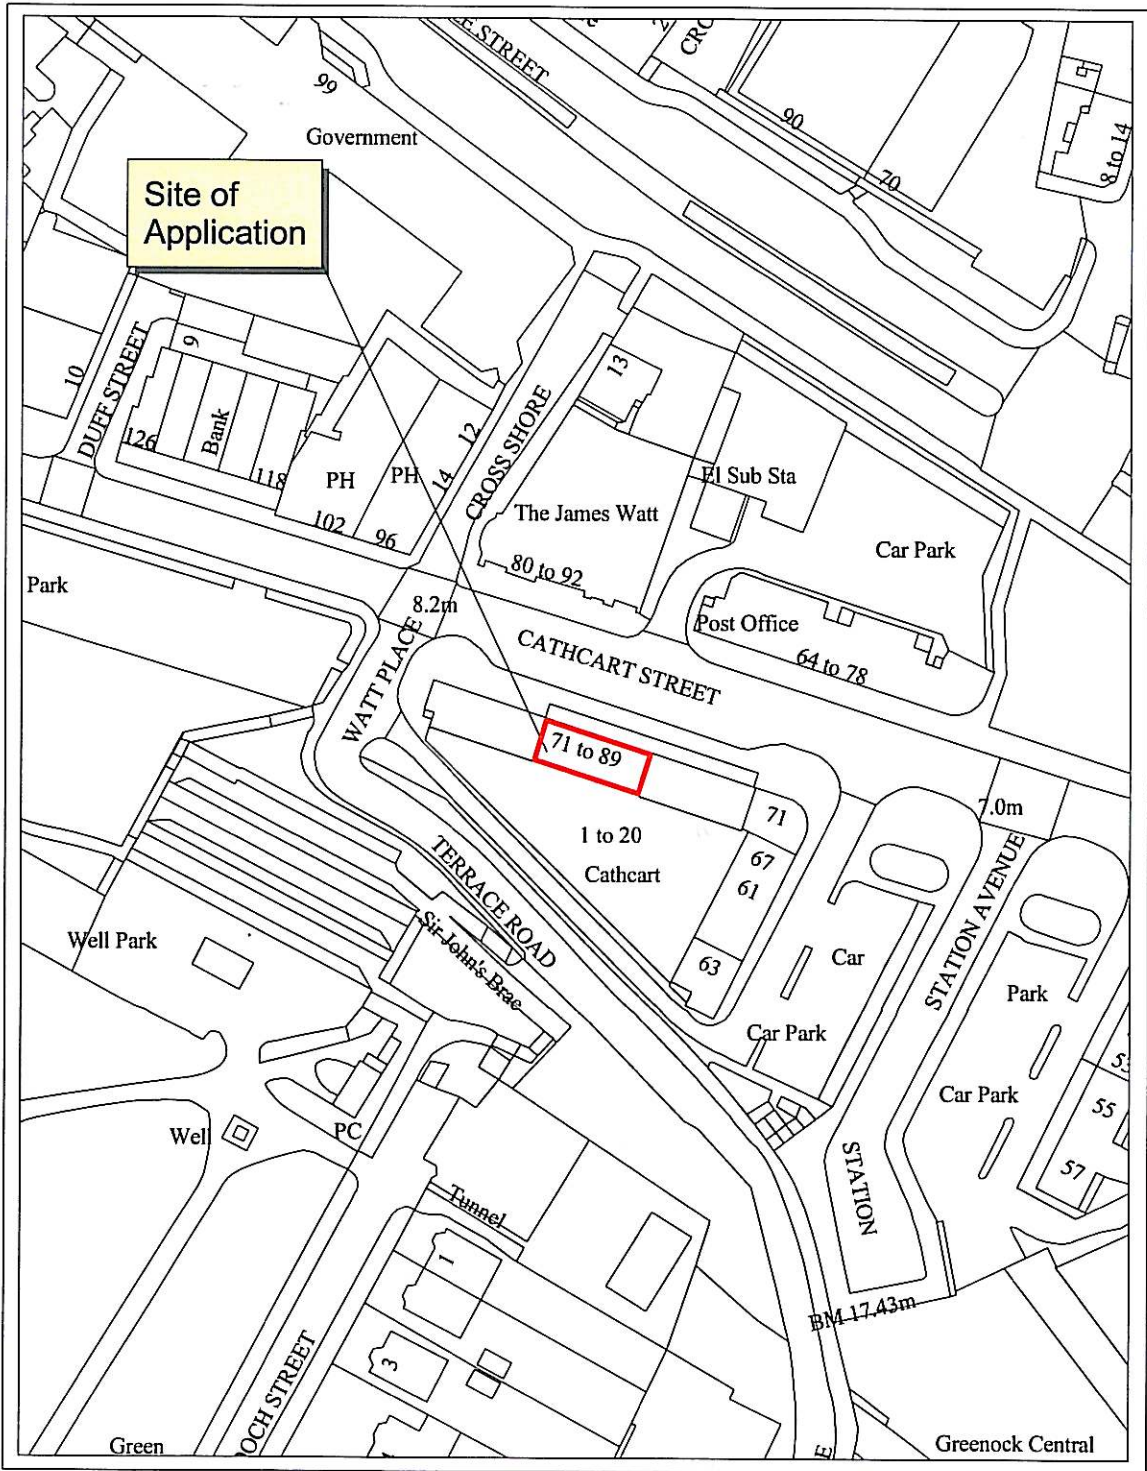 LE STREET
CRO
99
Government
90
70
8 to 14
Site of
Application
10
DUFF STREET
9
Bank
126
118
PH
PH
102
96
12
14
CROSS SHORE
13
The James Watt
80 to 92
El Sub Sta
Car Park
Park
8.2m
Post Office
64 to 78
WATT PLACE
CATHCART STREET
71 to 89
71
7.0m
1 to 20
Cathcart
67
61
63
TERRACE ROAD
Sir John's Brae
Well Park
Car
Car Park
STATION AVENUE
Park
Car Park
53
55
57
Well
PC
STATION
Tunnel
1
3
BM 17.43m
OCH STREET
Green
E
Greenock Central